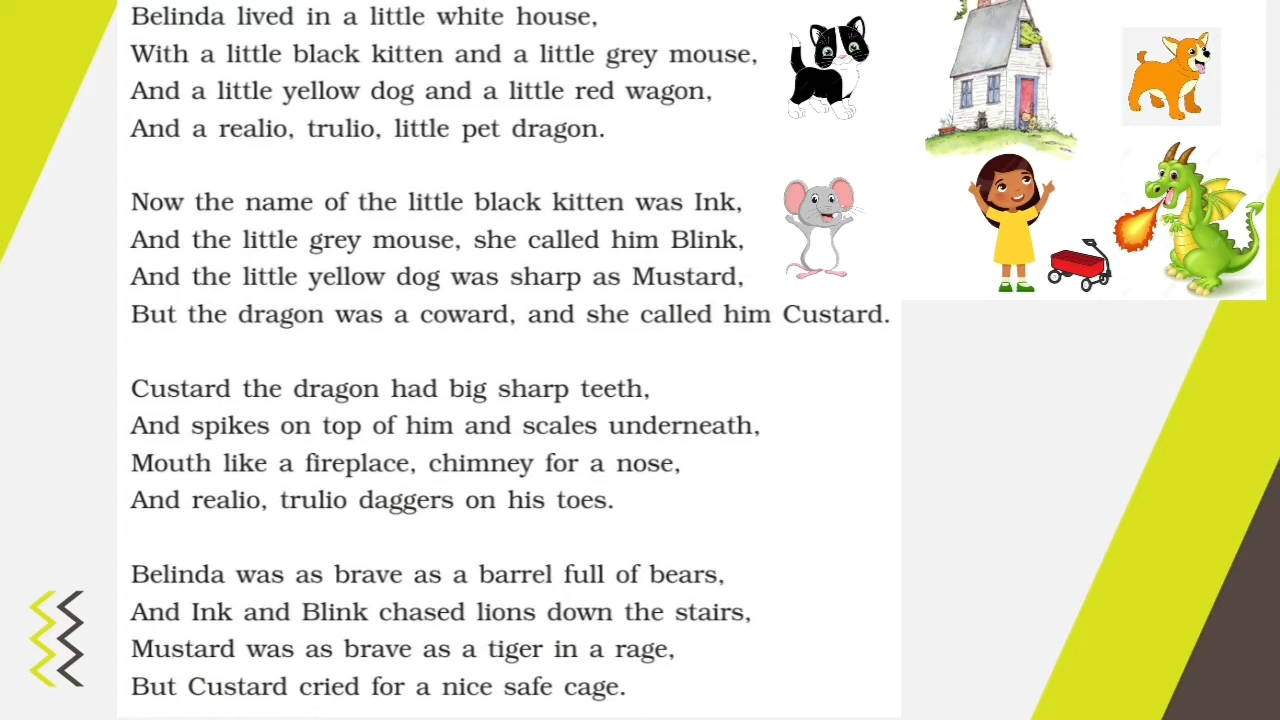 Belinda lived in a little white house,
With a little black kitten and a little grey mouse,
And a little yellow dog and a little red wagon,
And a realio, trulio, little pet dragon.
Now the name of the little black kitten was Ink,
And the little grey mouse, she called him Blink,
And the little yellow dog was sharp as Mustard,
But the dragon was a coward, and she called him Custard.
Custard the dragon had big sharp teeth,
And spikes on top of him and scales underneath,
Mouth like a fireplace, chimney for a nose,
And realio, trulio daggers on his toes.
Belinda was as brave as a barrel full of bears,
And Ink and Blink chased lions down the stairs,
Mustard was as brave as a tiger in a rage,
But Custard cried for a nice safe cage.